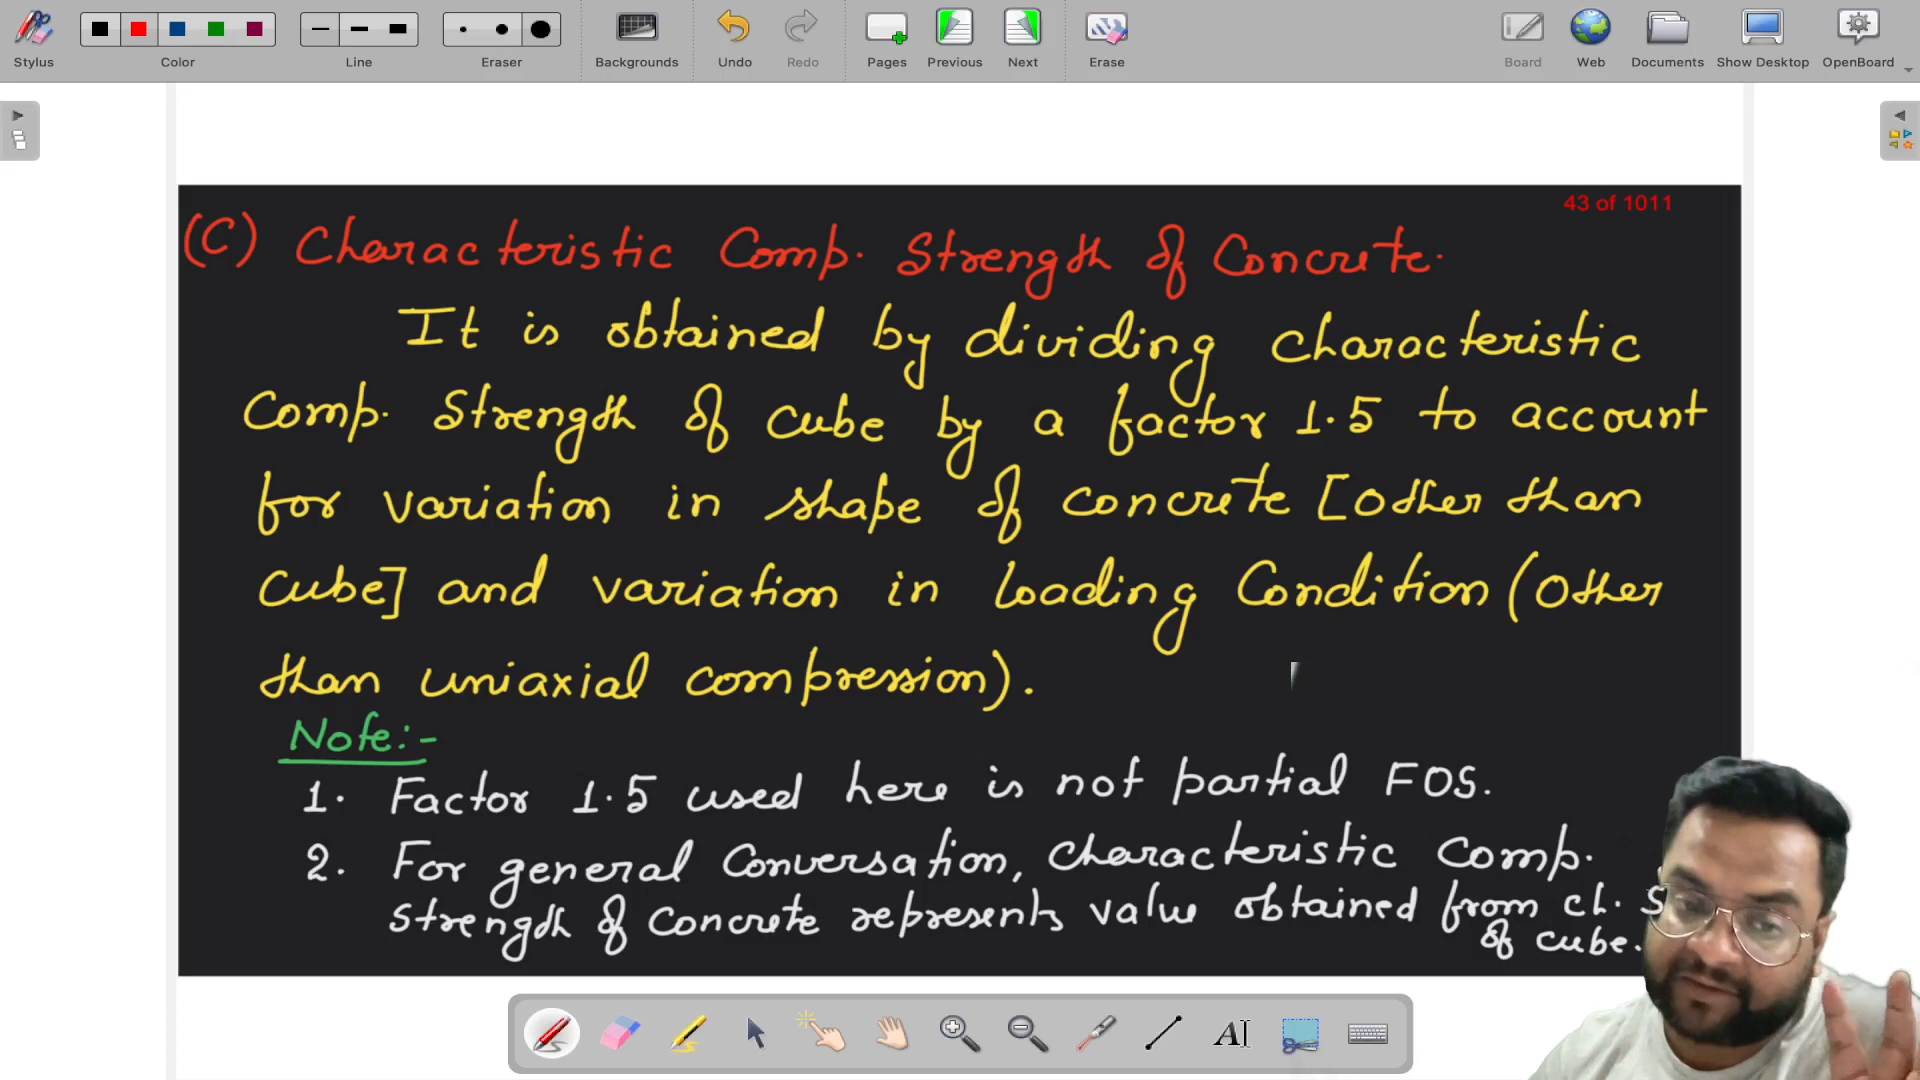 Stylus
Color
Line
Eraser
Backgrounds
Undo
Redo
Pages
Previous
Next
Erase
Board
Web
Documents
Show Desktop
OpenBoard
43 of 1011
(C) Characteristic Comp. Strength of Concrete.
It is obtained by dividing characteristic
Comp. Strength of cube by a factor 1.5 to account
for variation in shape of concrete [Other than
Cube] and variation in loading Condition (Other
than uniaxial compression).
Note:-
1. Factor 1.5 used here is not partial FOS.
2. For general Conversation, characteristic Comp.
Strength of Concrete represents value obtained from ch. S
of cube.
AI